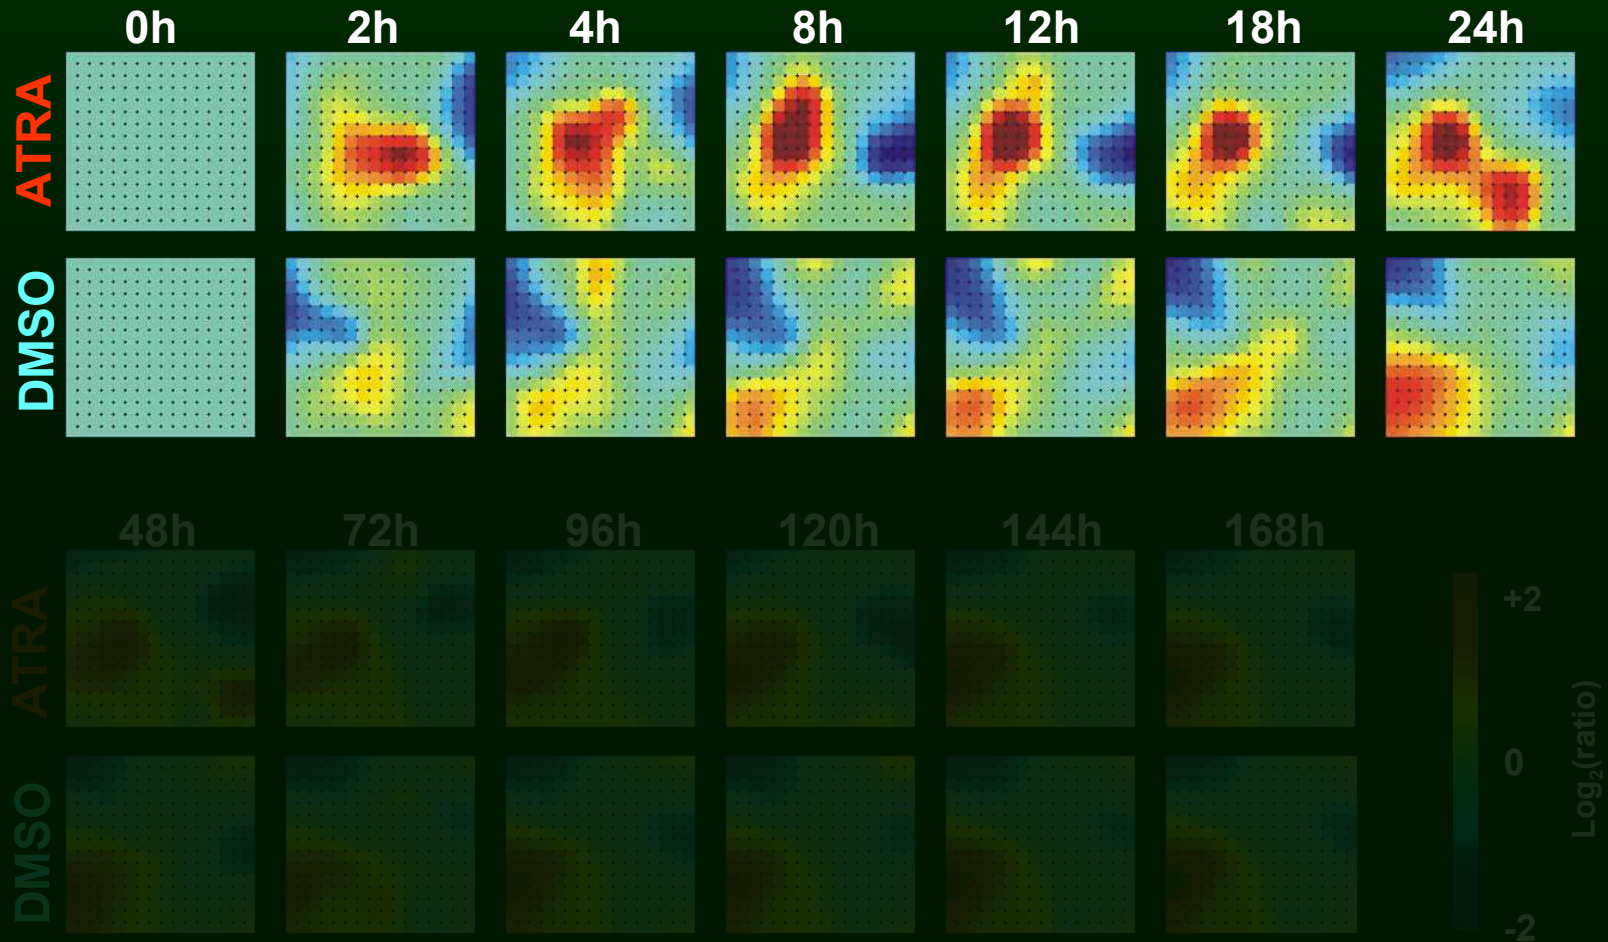 0h 2h 4h 8h 12h 18h 24h
ATRA
DMSO
48h 72h 96h 120h 144h 168h
ATRA
DMSO
+2
0
-2
Log₂(ratio)